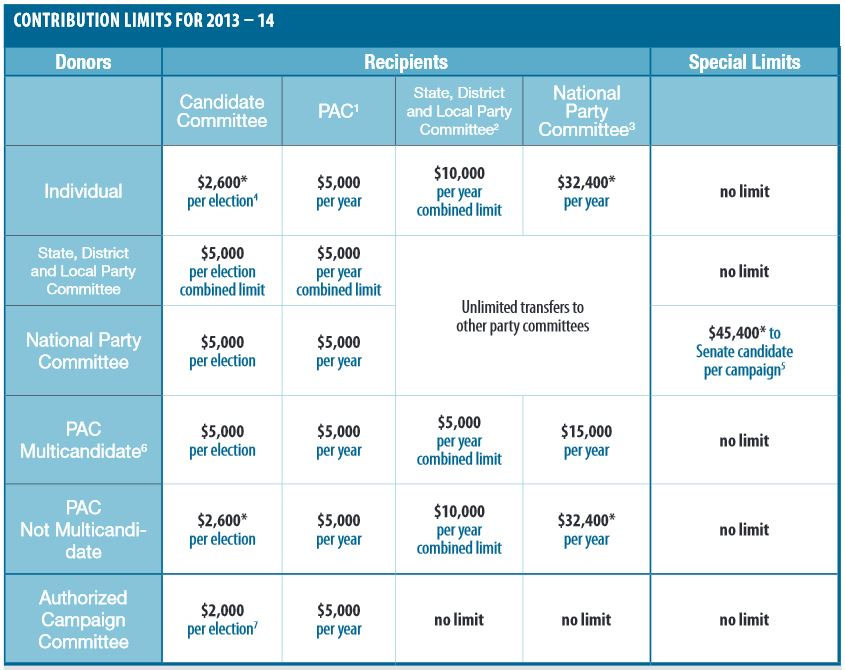 CONTRIBUTION LIMITS FOR 2013 – 14
Donors
Recipients
Special Limits
Candidate
Committee
PAC¹
State, District
and Local Party
Committee²
National
Party
Committee³
Individual
$2,600*
per election⁴
$5,000
per year
$10,000
per year
combined limit
$32,400*
per year
no limit
State, District
and Local Party
Committee
$5,000
per election
combined limit
$5,000
per year
combined limit
Unlimited transfers to
other party committees
no limit
National Party
Committee
$5,000
per election
$5,000
per year
$45,400* to
Senate candidate
per campaign⁵
PAC
Multicandidate⁶
$5,000
per election
$5,000
per year
$5,000
per year
combined limit
$15,000
per year
no limit
PAC
Not Multicandi-
date
$2,600*
per election
$5,000
per year
$10,000
per year
combined limit
$32,400*
per year
no limit
Authorized
Campaign
Committee
$2,000
per election⁷
$5,000
per year
no limit
no limit
no limit